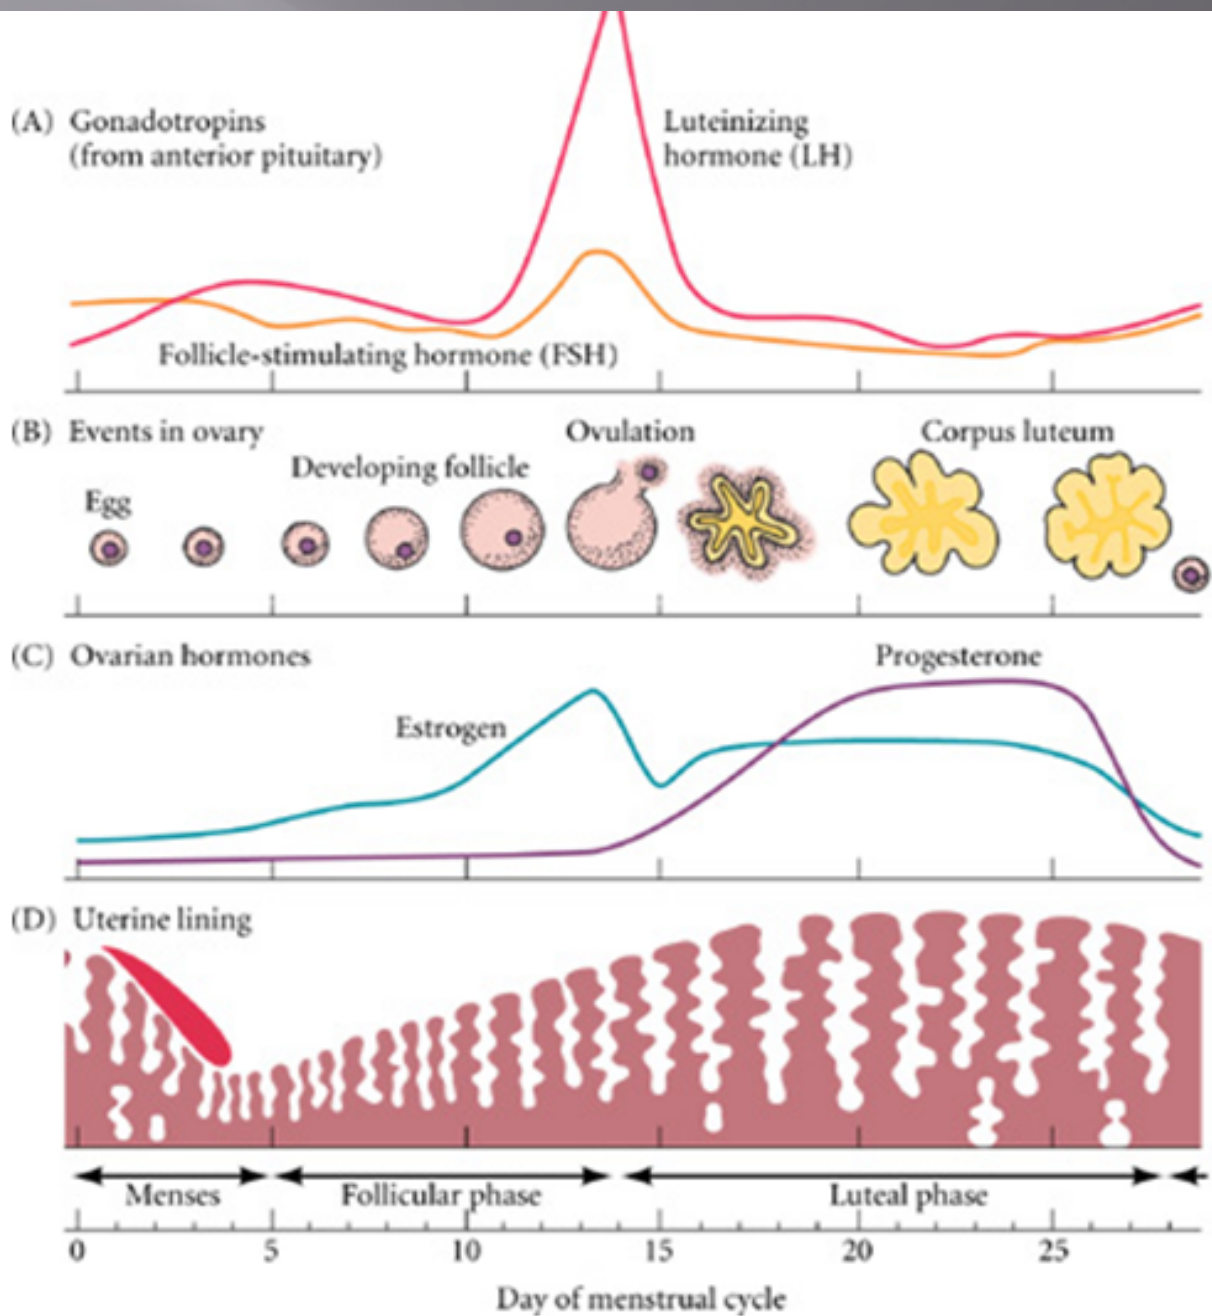 (A) Gonadotropins
(from anterior pituitary)
Luteinizing
hormone (LH)
Follicle-stimulating hormone (FSH)
(B) Events in ovary
Ovulation
Corpus luteum
Developing follicle
Egg
(C) Ovarian hormones
Progesterone
Estrogen
(D) Uterine lining
Menses
Follicular phase
Luteal phase
0 5 10 15 20 25
Day of menstrual cycle